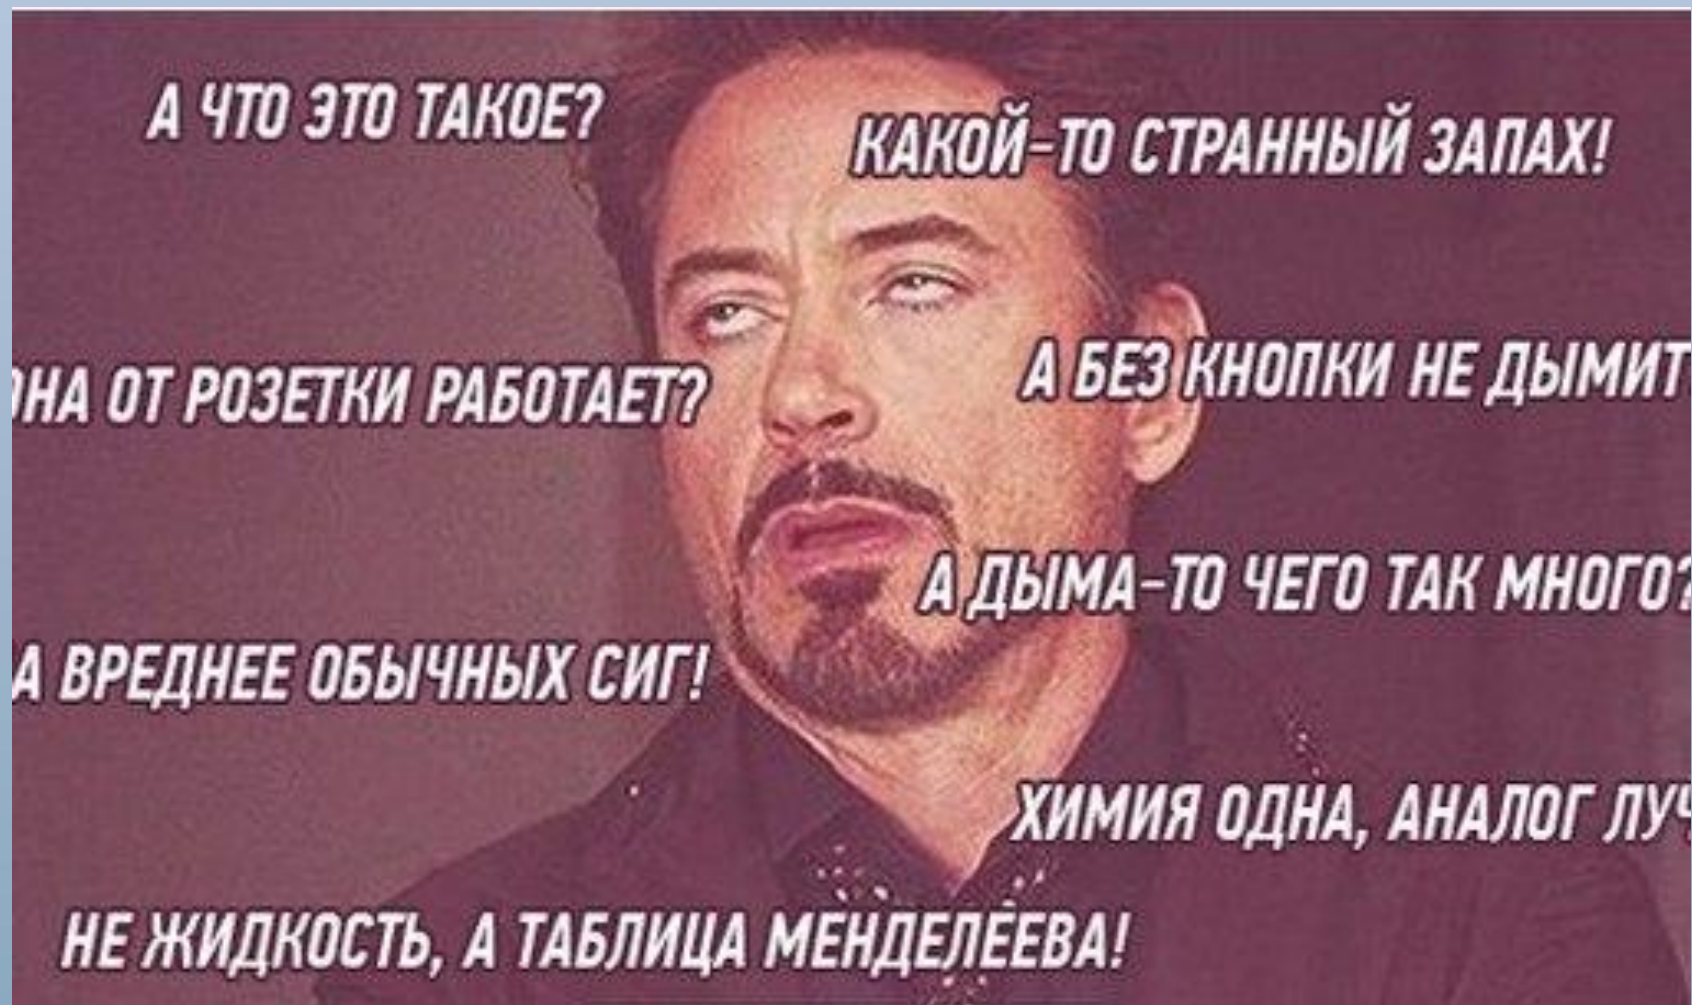 А ЧТО ЭТО ТАКОЕ?
КАКОЙ-ТО СТРАННЫЙ ЗАПАХ!
ОНА ОТ РОЗЕТКИ РАБОТАЕТ?
А БЕЗ КНОПКИ НЕ ДЫМИТ
А ДЫМА-ТО ЧЕГО ТАК МНОГО?
А ВРЕДНЕЕ ОБЫЧНЫХ СИГ!
ХИМИЯ ОДНА, АНАЛОГ
НЕ ЖИДКОСТЬ, А ТАБЛИЦА МЕНДЕЛЕЕВА!